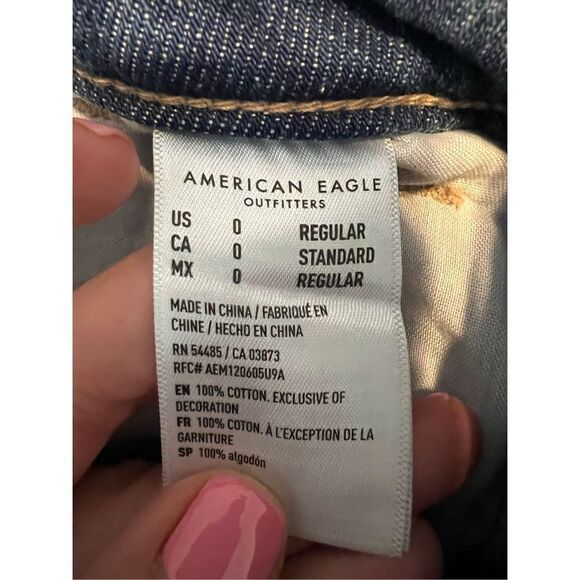 AMERICAN EAGLE
OUTFITTERS
US 0 REGULAR
CA 0 STANDARD
MX 0 REGULAR
MADE IN CHINA / FABRIQUÉ EN
CHINE / HECHO EN CHINA
RN 54485 / CA 03873
RFC# AEM120605U9A
EN 100% COTTON. EXCLUSIVE OF
DECORATION
FR 100% COTON. À L'EXCEPTION DE LA
GARNITURE
SP 100% algodón